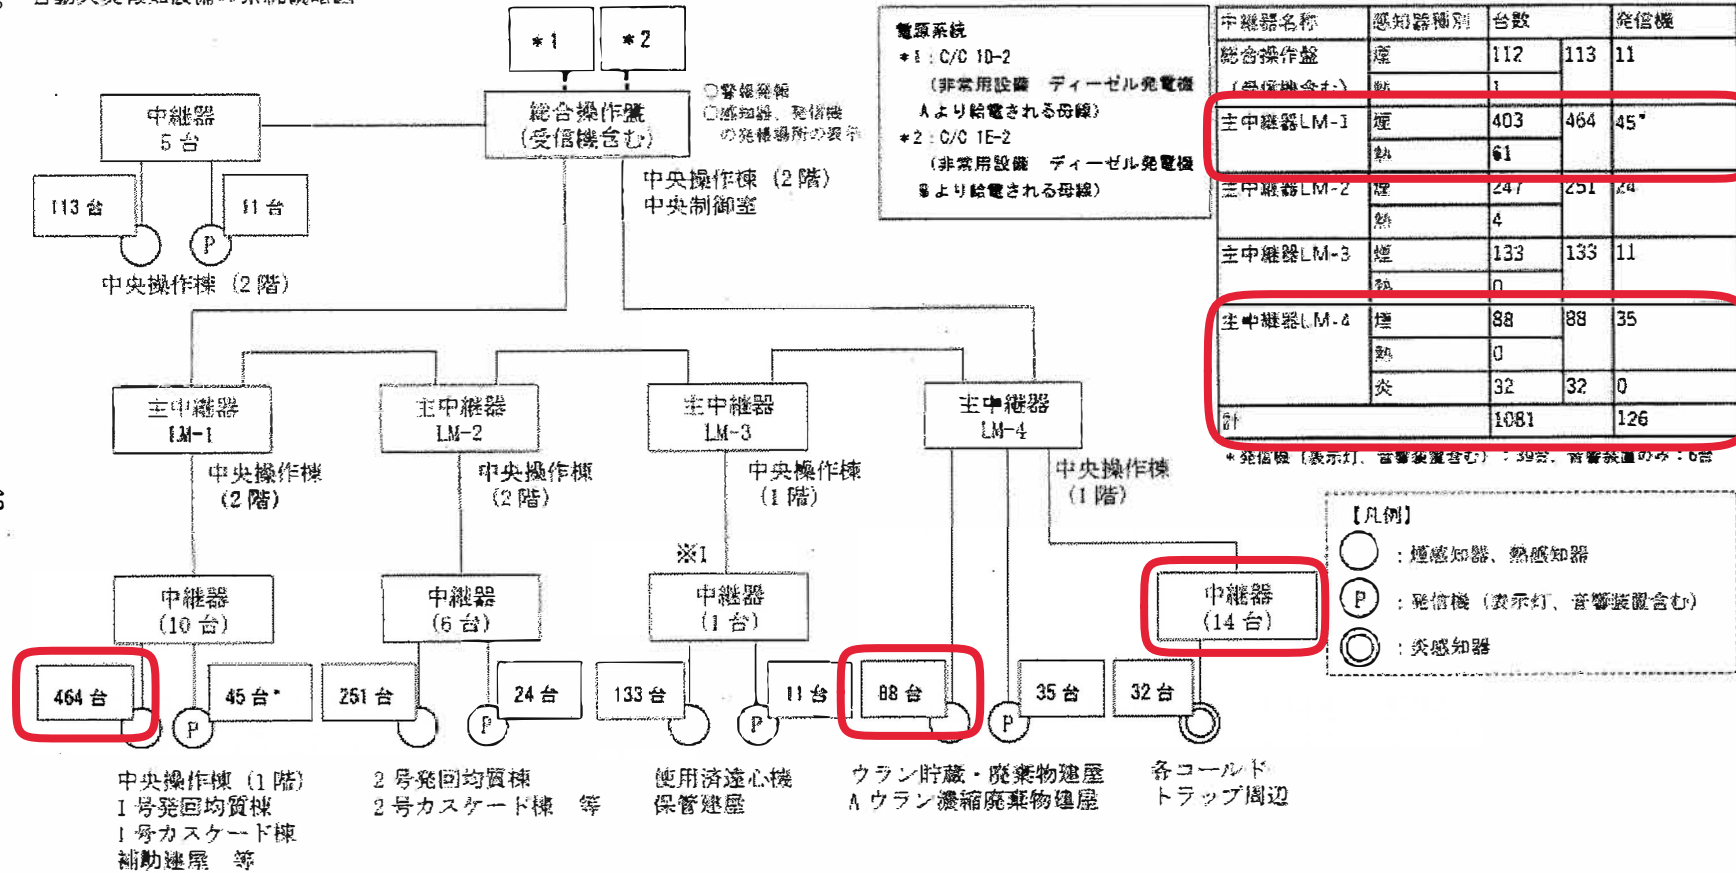 *1
*2
総合操作盤
(受信機含む)
○警報発報
○感知器、発信機
の発報場所の表示
中央操作棟 (2階)
中央制御室
中継器
5台
113台
11台
P
中央操作棟 (2階)
電源系統
*1:C/C 1D-2
(非常用設備 ディーゼル発電機
Aより給電される母線)
*2:C/C 1E-2
(非常用設備 ディーゼル発電機
Bより給電される母線)
中継器名称 感知器種別 台数 発信機
総合操作盤 煙 112 113 11
(受信機含む) 熱 1
主中継器LM-1 煙 403 464 45*
熱 61
主中継器LM-2 煙 247 251 24
熱 4
主中継器LM-3 煙 133 133 11
熱 0
主中継器LM-4 煙 88 88 35
熱 0
炎 32 32 0
計 1081 126
*発信機(表示灯、音響装置含む):39台、音響装置のみ:6台
主中継器
LM-1
中央操作棟
(2階)
主中継器
LM-2
中央操作棟
(2階)
主中継器
LM-3
中央操作棟
(1階)
主中継器
LM-4
中央操作棟
(1階)
中継器
(10台)
中継器
(6台)
※1
中継器
(1台)
中継器
(14台)
464台
P
45台*
251台
P
24台
133台
P
11台
88台
P
35台
32台
中央操作棟 (1階)
1号発回均質棟
1号カスケード棟
補助建屋 等
2号発回均質棟
2号カスケード棟 等
使用済遠心機
保管建屋
ウラン貯蔵・廃棄物建屋
Aウラン濃縮廃棄物建屋
各コールド
トラップ周辺
【凡例】
:煙感知器、熱感知器
P :発信機 (表示灯、音響装置含む)
:炎感知器